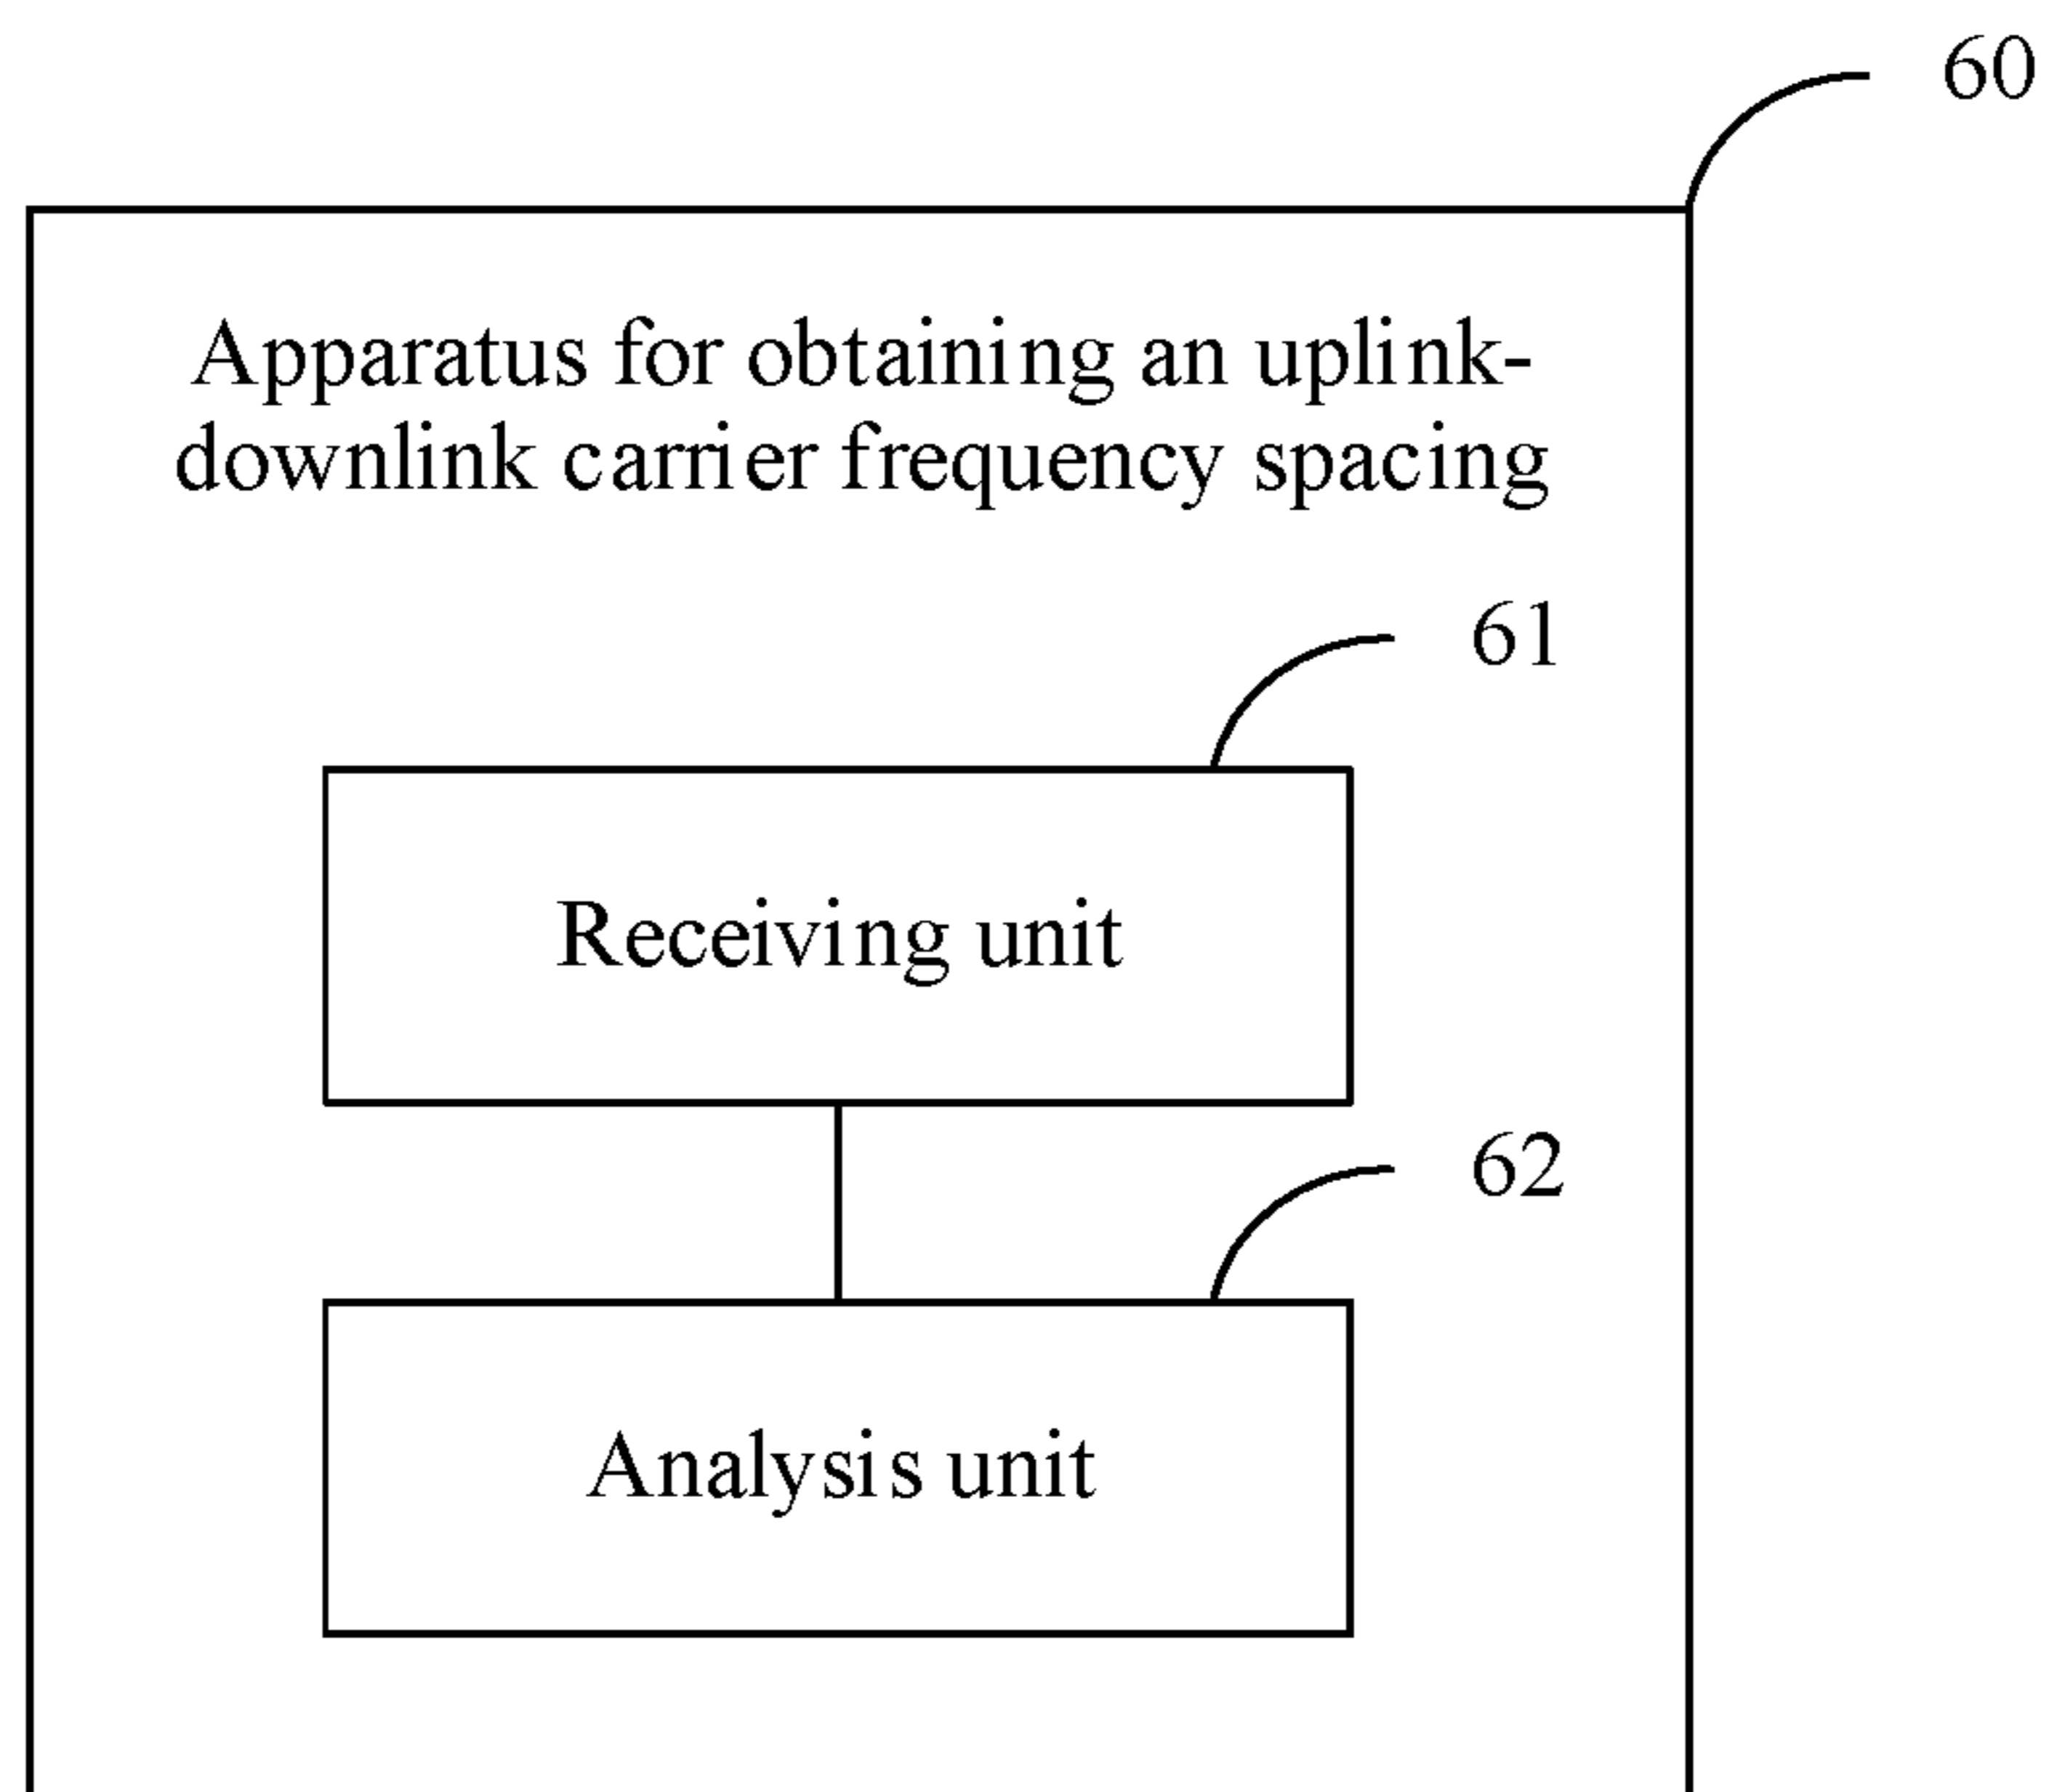 60
Apparatus for obtaining an uplink-
downlink carrier frequency spacing
61
Receiving unit
62
Analysis unit